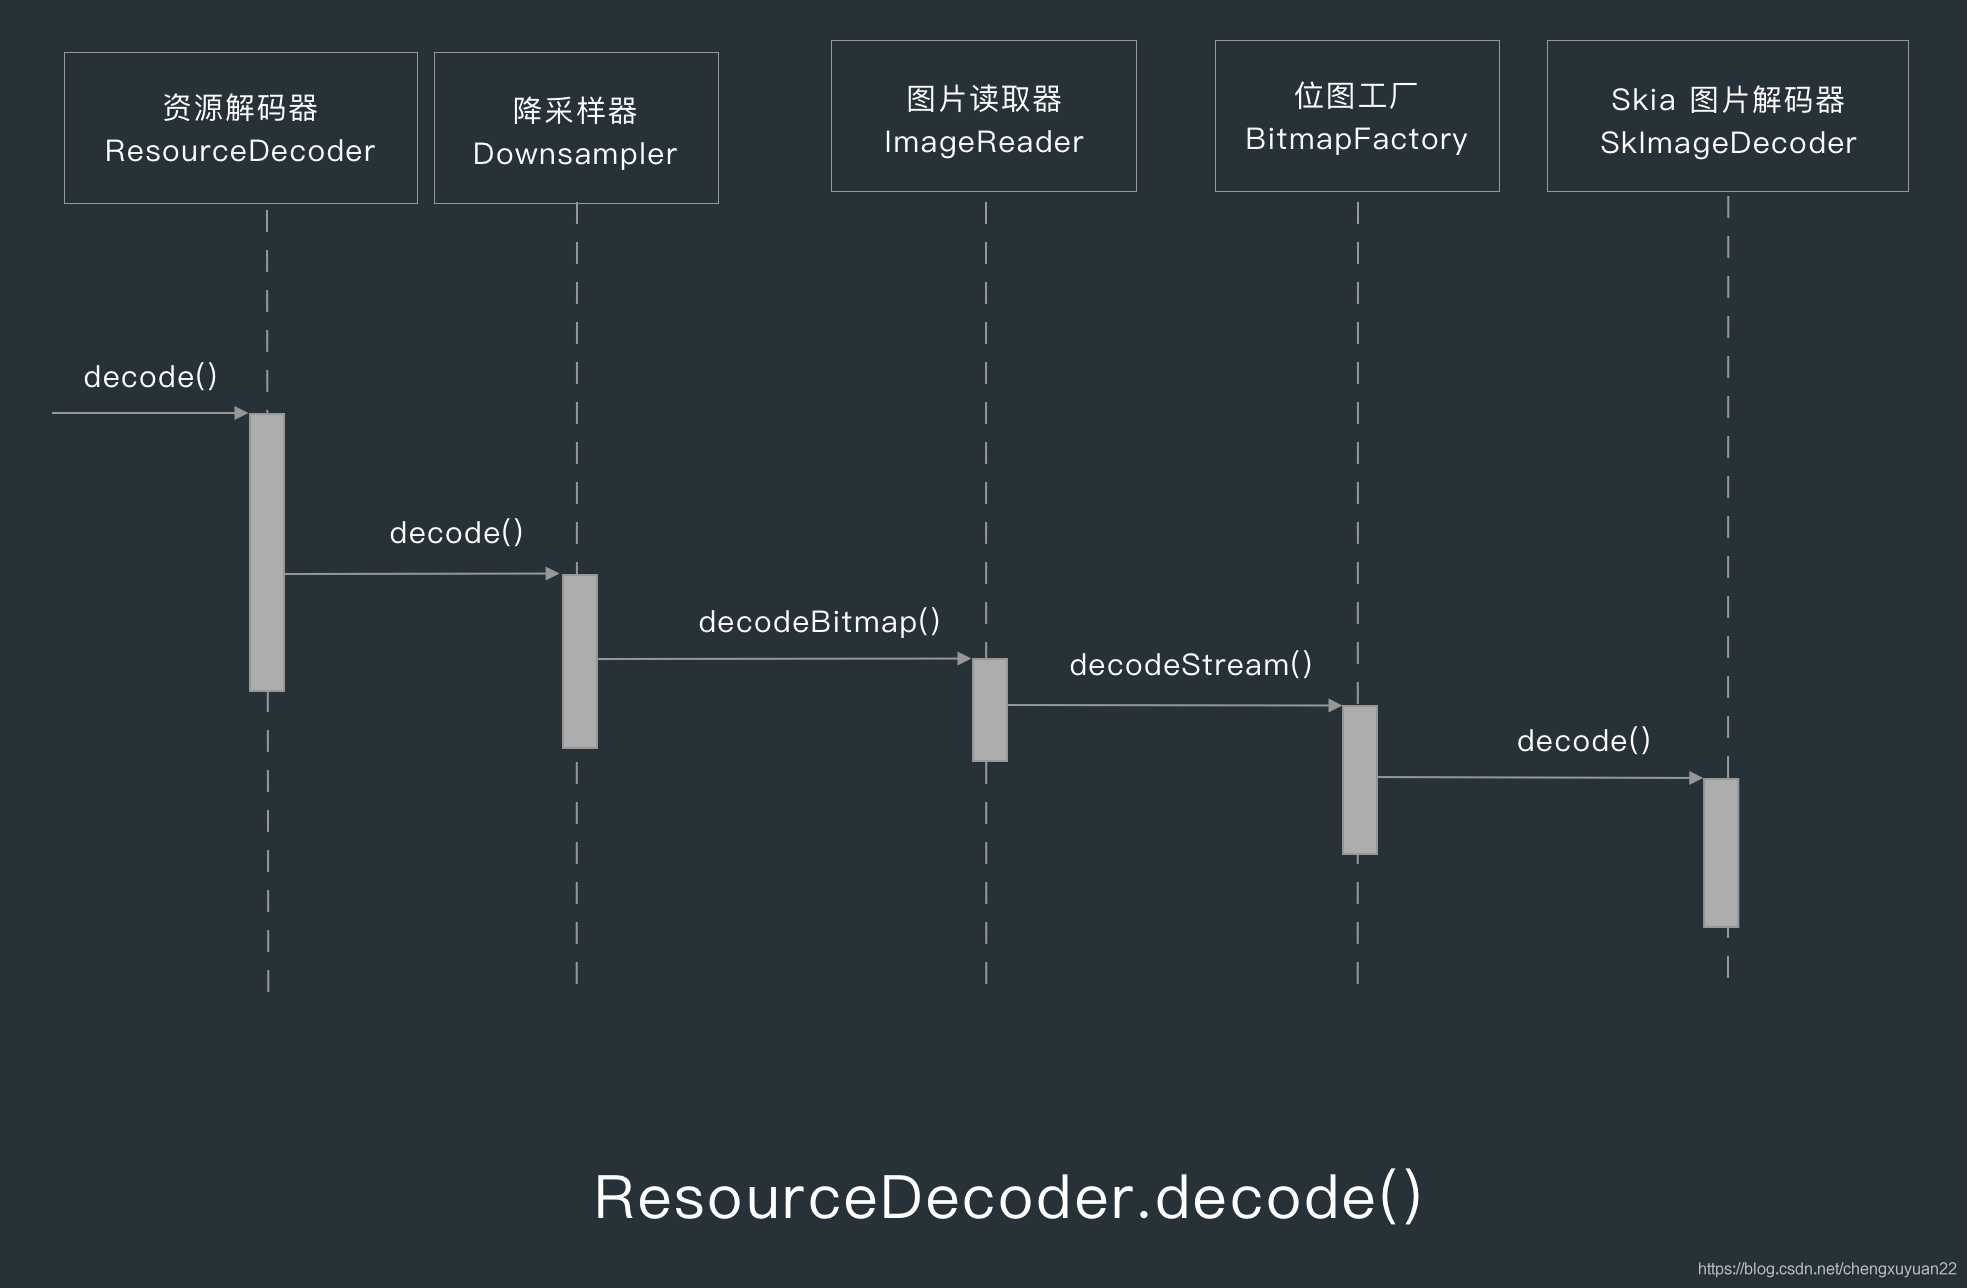 资源解码器
ResourceDecoder
降采样器
Downsampler
图片读取器
ImageReader
位图工厂
BitmapFactory
Skia 图片解码器
SkImageDecoder
decode()
decode()
decodeBitmap()
decodeStream()
decode()
ResourceDecoder.decode()
https://blog.csdn.net/chengxuyuan22